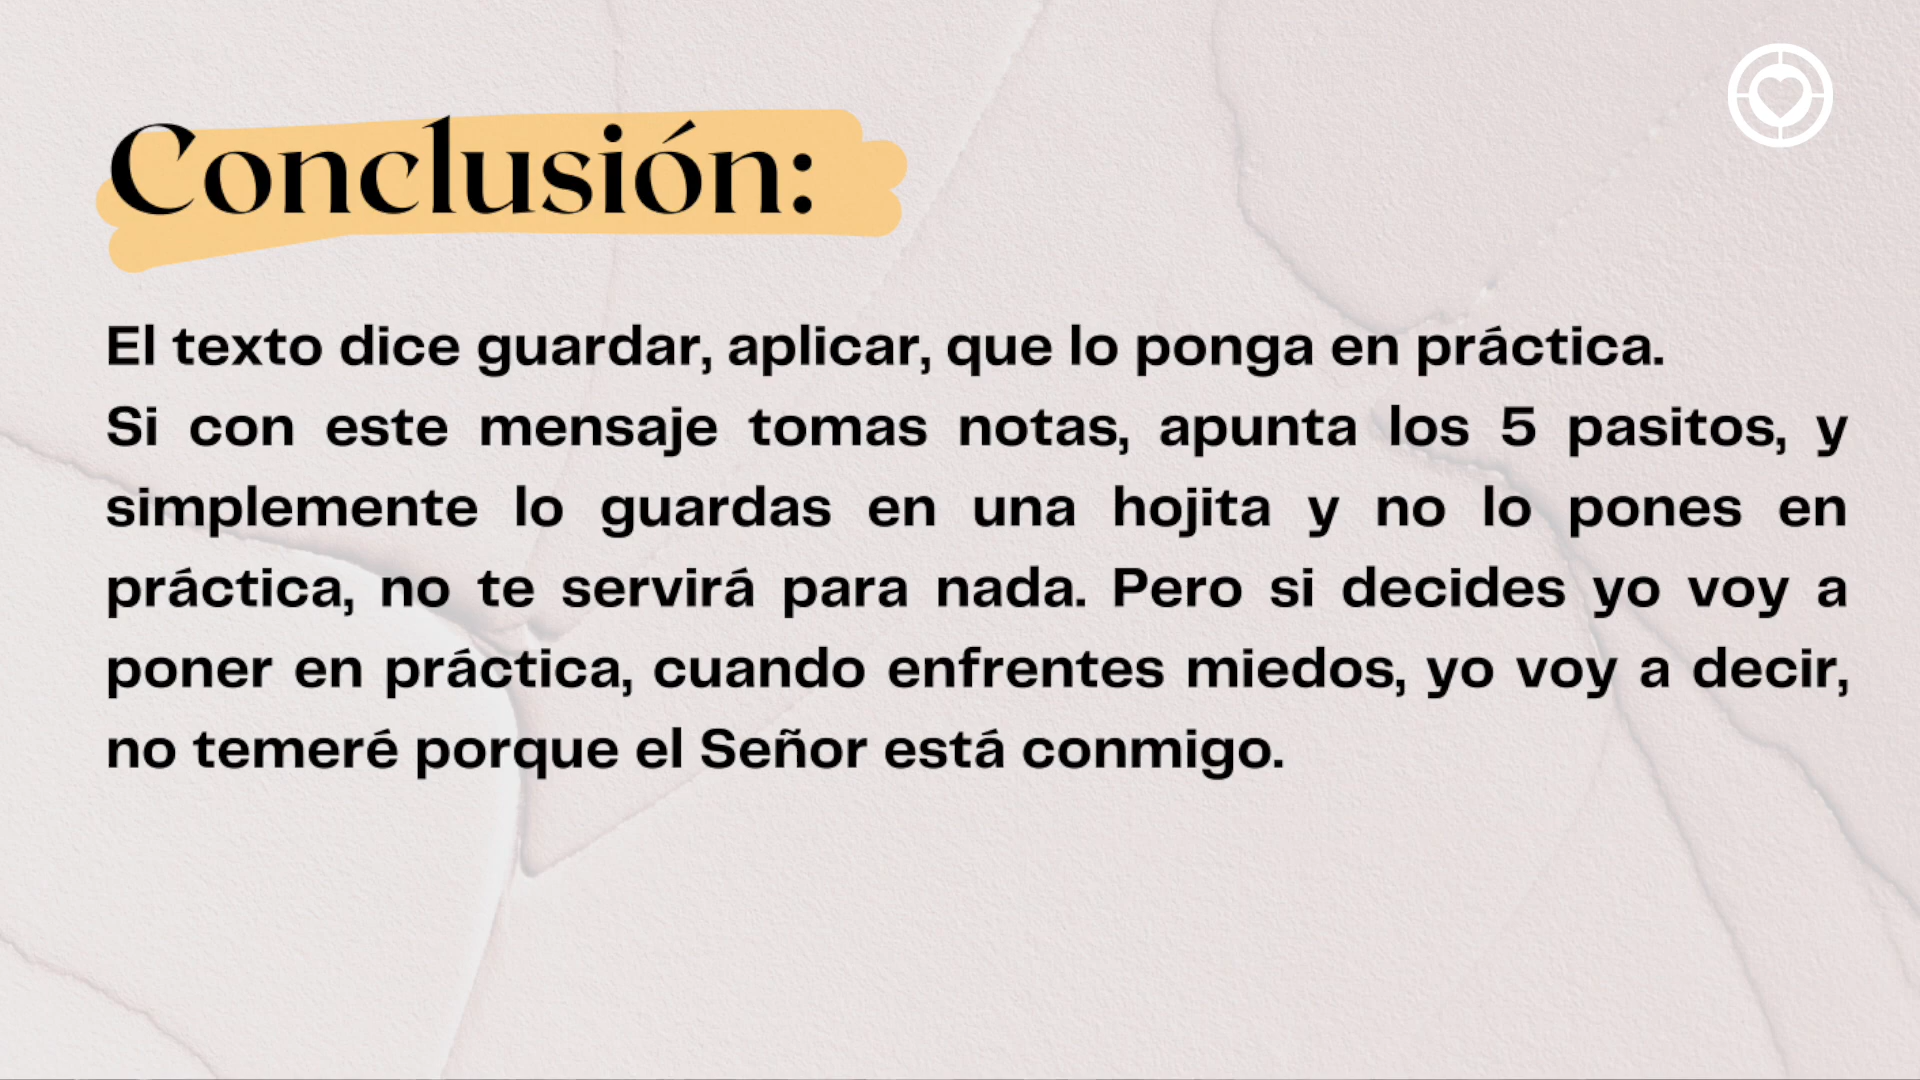 Conclusión:
El texto dice guardar, aplicar, que lo ponga en práctica.
Si con este mensaje tomas notas, apunta los 5 pasitos, y
simplemente lo guardas en una hojita y no lo pones en
práctica, no te servirá para nada. Pero si decides yo voy a
poner en práctica, cuando enfrentes miedos, yo voy a decir,
no temeré porque el Señor está conmigo.